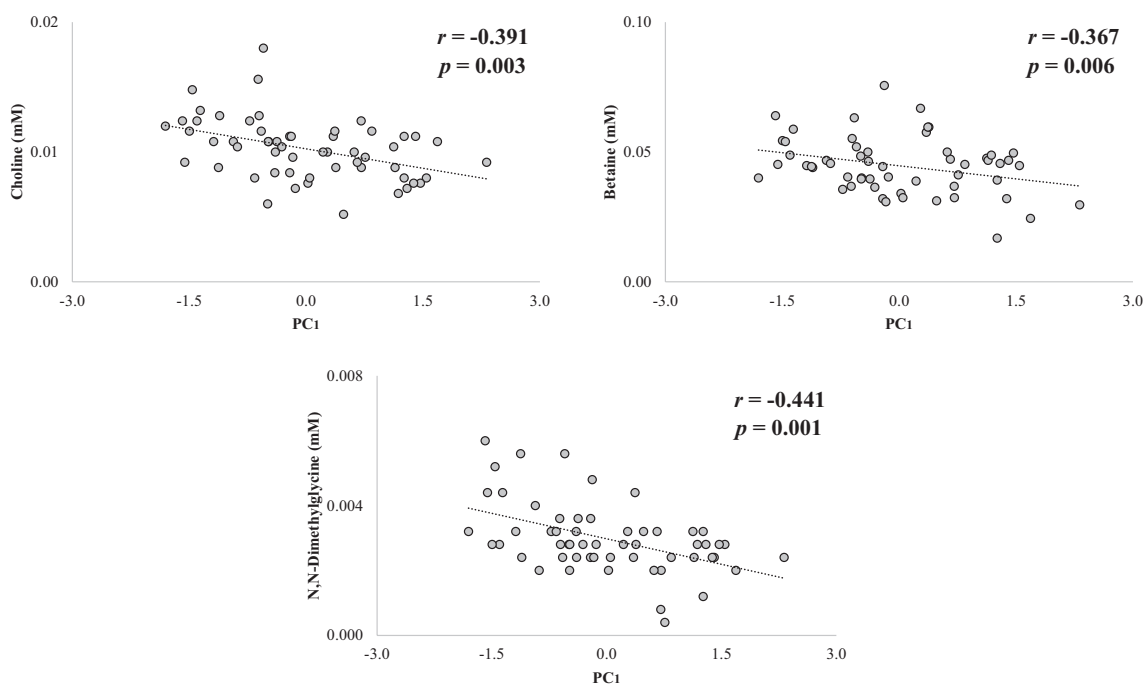 0.02
r = -0.391
p = 0.003
0.01
Choline (mM)
0.00
-3.0 -1.5 0.0 1.5 3.0
PC1
0.10
r = -0.367
p = 0.006
0.05
Betaine (mM)
0.00
-3.0 -1.5 0.0 1.5 3.0
PC1
0.008
r = -0.441
p = 0.001
0.004
N,N-Dimethylglycine (mM)
0.000
-3.0 -1.5 0.0 1.5 3.0
PC1